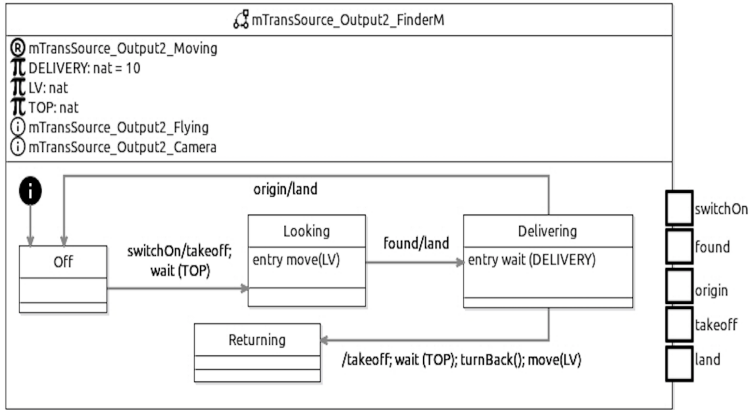 mTransSource_Output2_FinderM
R mTransSource_Output2_Moving
π DELIVERY: nat = 10
π LV: nat
π TOP: nat
i mTransSource_Output2_Flying
i mTransSource_Output2_Camera
i
origin/land
switchOn/takeoff;
wait (TOP)
Off
Looking
entry move(LV)
found/land
Delivering
entry wait (DELIVERY)
Returning
/takeoff; wait (TOP); turnBack(); move(LV)
switchOn
found
origin
takeoff
land